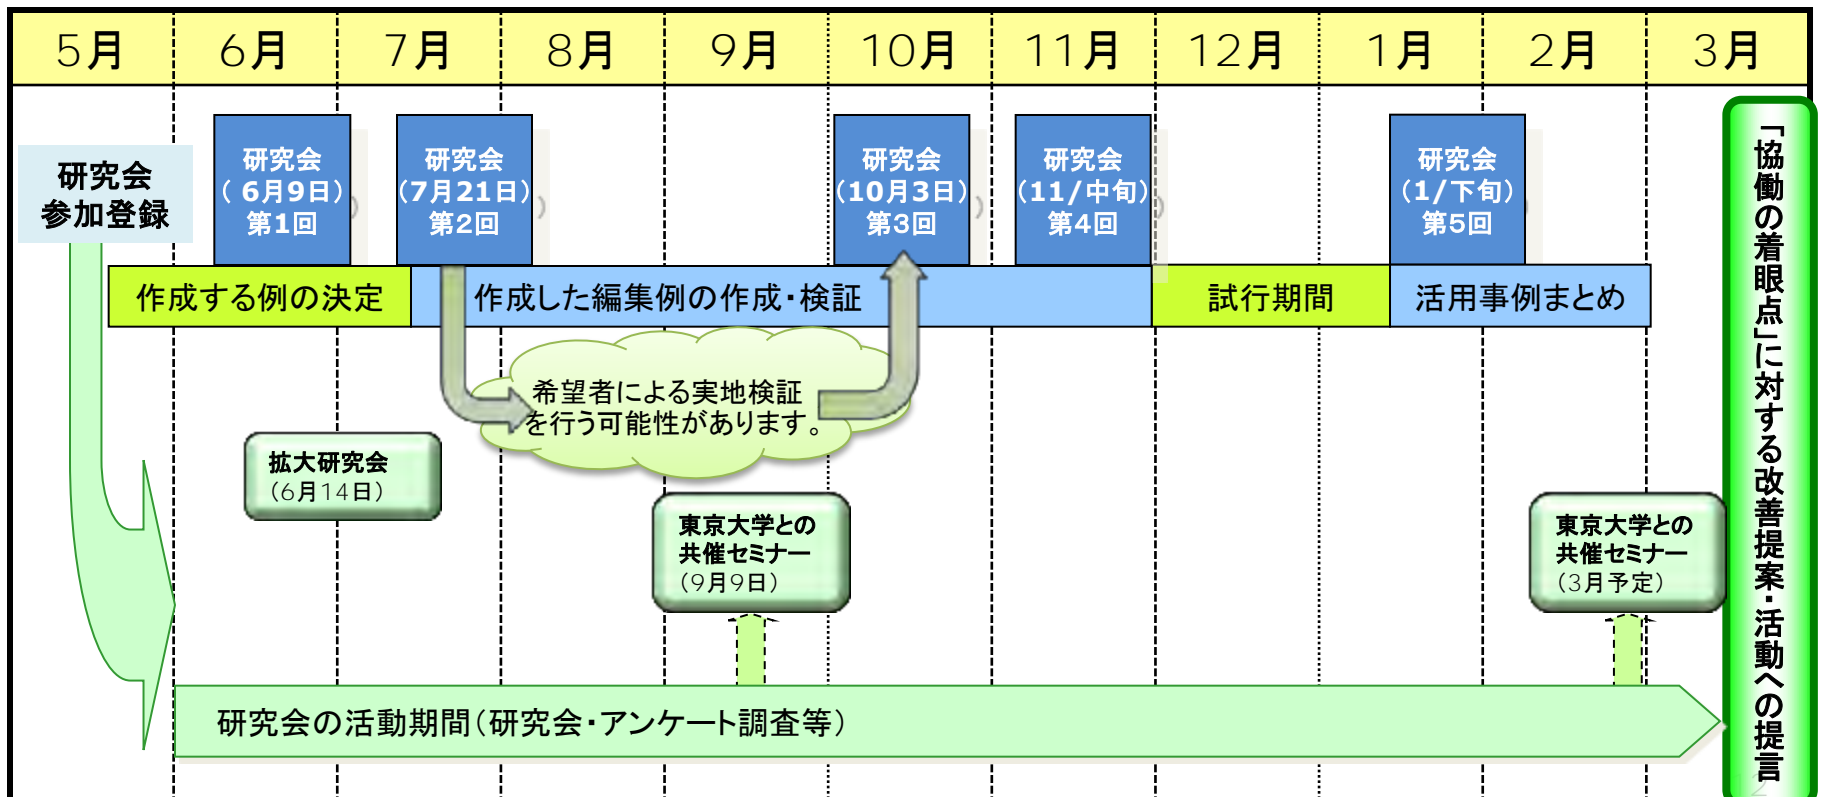 5月 6月 7月 8月 9月 10月 11月 12月 1月 2月 3月
研究会
参加登録
研究会
( 6月9日)
第1回
研究会
(7月21日)
第2回
研究会
(10月3日)
第3回
研究会
(11/中旬)
第4回
研究会
(1/下旬)
第5回
作成する例の決定
作成した編集例の作成・検証
試行期間
活用事例まとめ
希望者による実地検証
を行う可能性があります。
拡大研究会
(6月14日)
東京大学との
共催セミナー
(9月9日)
東京大学との
共催セミナー
(3月予定)
研究会の活動期間(研究会・アンケート調査等)
「協働の着眼点」に対する改善提案・活動への提言